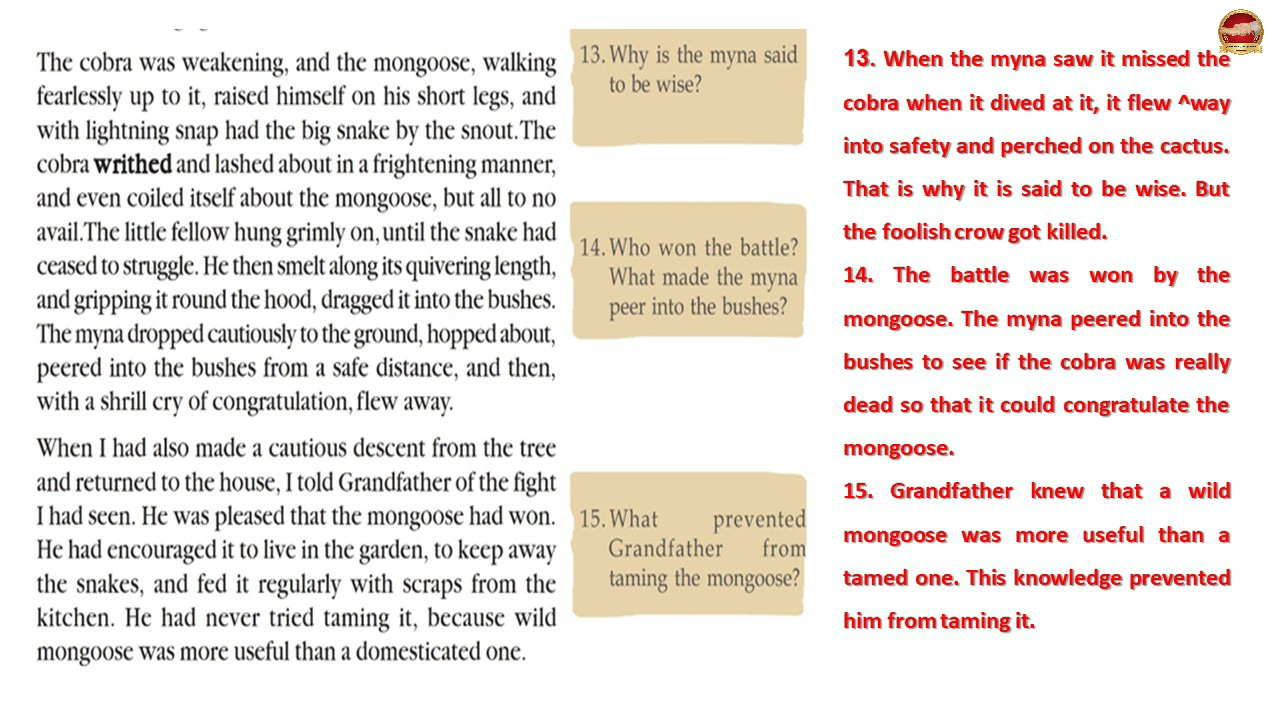 The cobra was weakening, and the mongoose, walking
fearlessly up to it, raised himself on his short legs, and
with lightning snap had the big snake by the snout.The
cobra writhed and lashed about in a frightening manner,
and even coiled itself about the mongoose, but all to no
avail.The little fellow hung grimly on, until the snake had
ceased to struggle. He then smelt along its quivering length,
and gripping it round the hood, dragged it into the bushes.
The myna dropped cautiously to the ground, hopped about,
peered into the bushes from a safe distance, and then,
with a shrill cry of congratulation, flew away.
When I had also made a cautious descent from the tree
and returned to the house, I told Grandfather of the fight
I had seen. He was pleased that the mongoose had won.
He had encouraged it to live in the garden, to keep away
the snakes, and fed it regularly with scraps from the
kitchen. He had never tried taming it, because wild
mongoose was more useful than a domesticated one.
13. Why is the myna said
to be wise?
14. Who won the battle?
What made the myna
peer into the bushes?
15. What prevented
Grandfather from
taming the mongoose?
13. When the myna saw it missed the
cobra when it dived at it, it flew ^way
into safety and perched on the cactus.
That is why it is said to be wise. But
the foolish crow got killed.
14. The battle was won by the
mongoose. The myna peered into the
bushes to see if the cobra was really
dead so that it could congratulate the
mongoose.
15. Grandfather knew that a wild
mongoose was more useful than a
tamed one. This knowledge prevented
him from taming it.